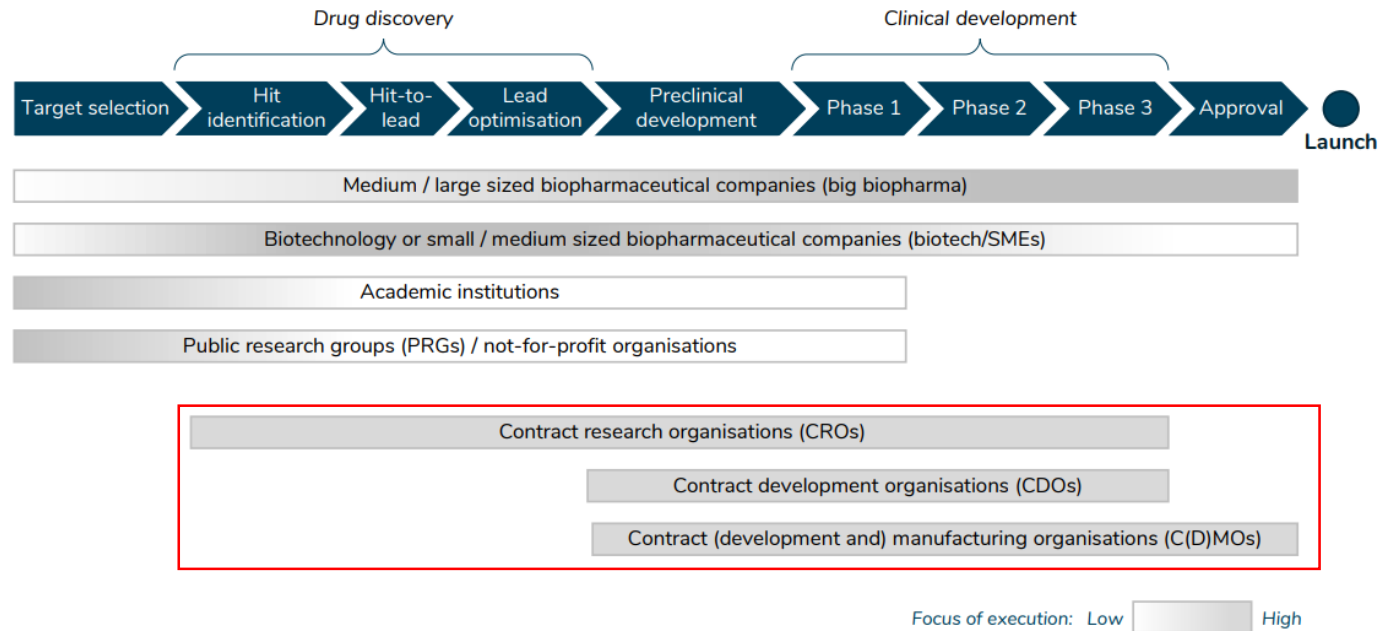 Drug discovery
Clinical development
Target selection
Hit
identification
Hit-to-
lead
Lead
optimisation
Preclinical
development
Phase 1
Phase 2
Phase 3
Approval
Launch
Medium / large sized biopharmaceutical companies (big biopharma)
Biotechnology or small / medium sized biopharmaceutical companies (biotech/SMEs)
Academic institutions
Public research groups (PRGs) / not-for-profit organisations
Contract research organisations (CROs)
Contract development organisations (CDOs)
Contract (development and) manufacturing organisations (C(D)MOs)
Focus of execution: Low High